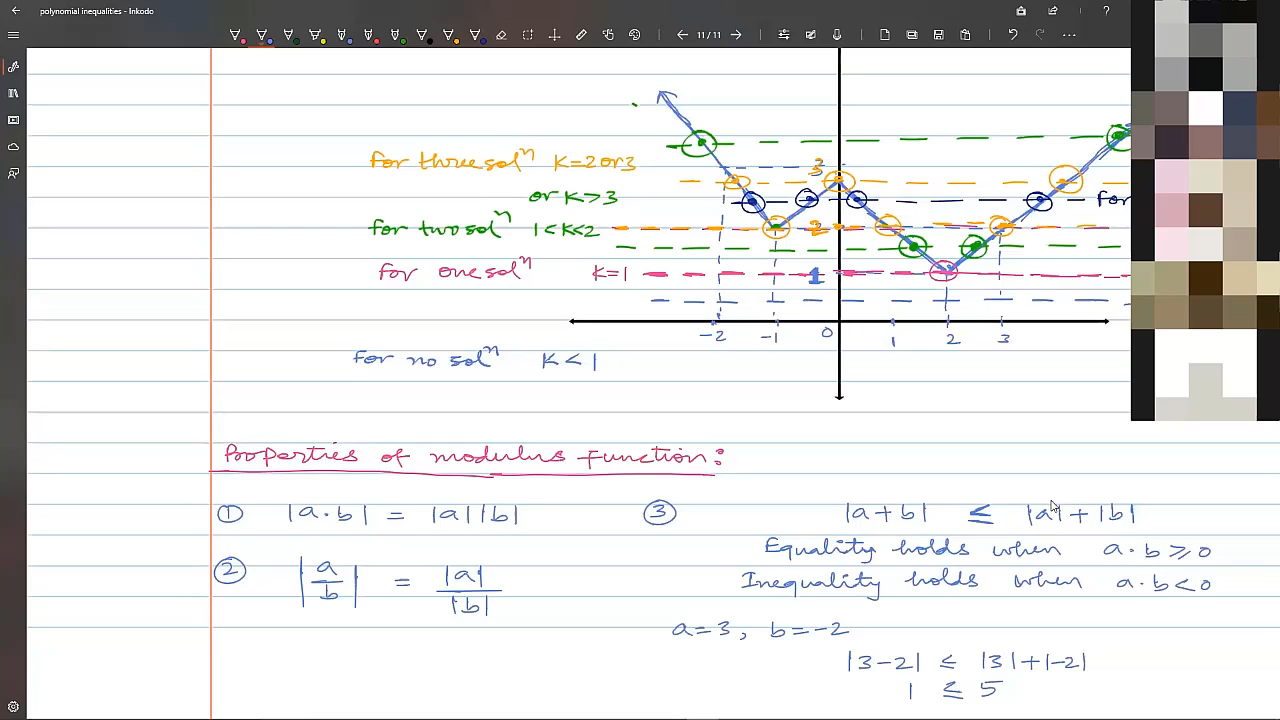 polynomial inequalities - Inkodo
11/11
For three solⁿ K=2 or 3
or K>3
For two solⁿ 1<K<2
For one solⁿ K=1
For no solⁿ K<1
3
2
1
For
-2 -1 0 1 2 3
Properties of modulus Function:
① |a·b| = |a||b|
② |a/b| = |a|/|b|
③ |a+b| ≤ |a|+|b|
Equality holds when a·b ≥ 0
Inequality holds when a·b < 0
a=3, b=-2
|3-2| ≤ |3|+|-2|
1 ≤ 5